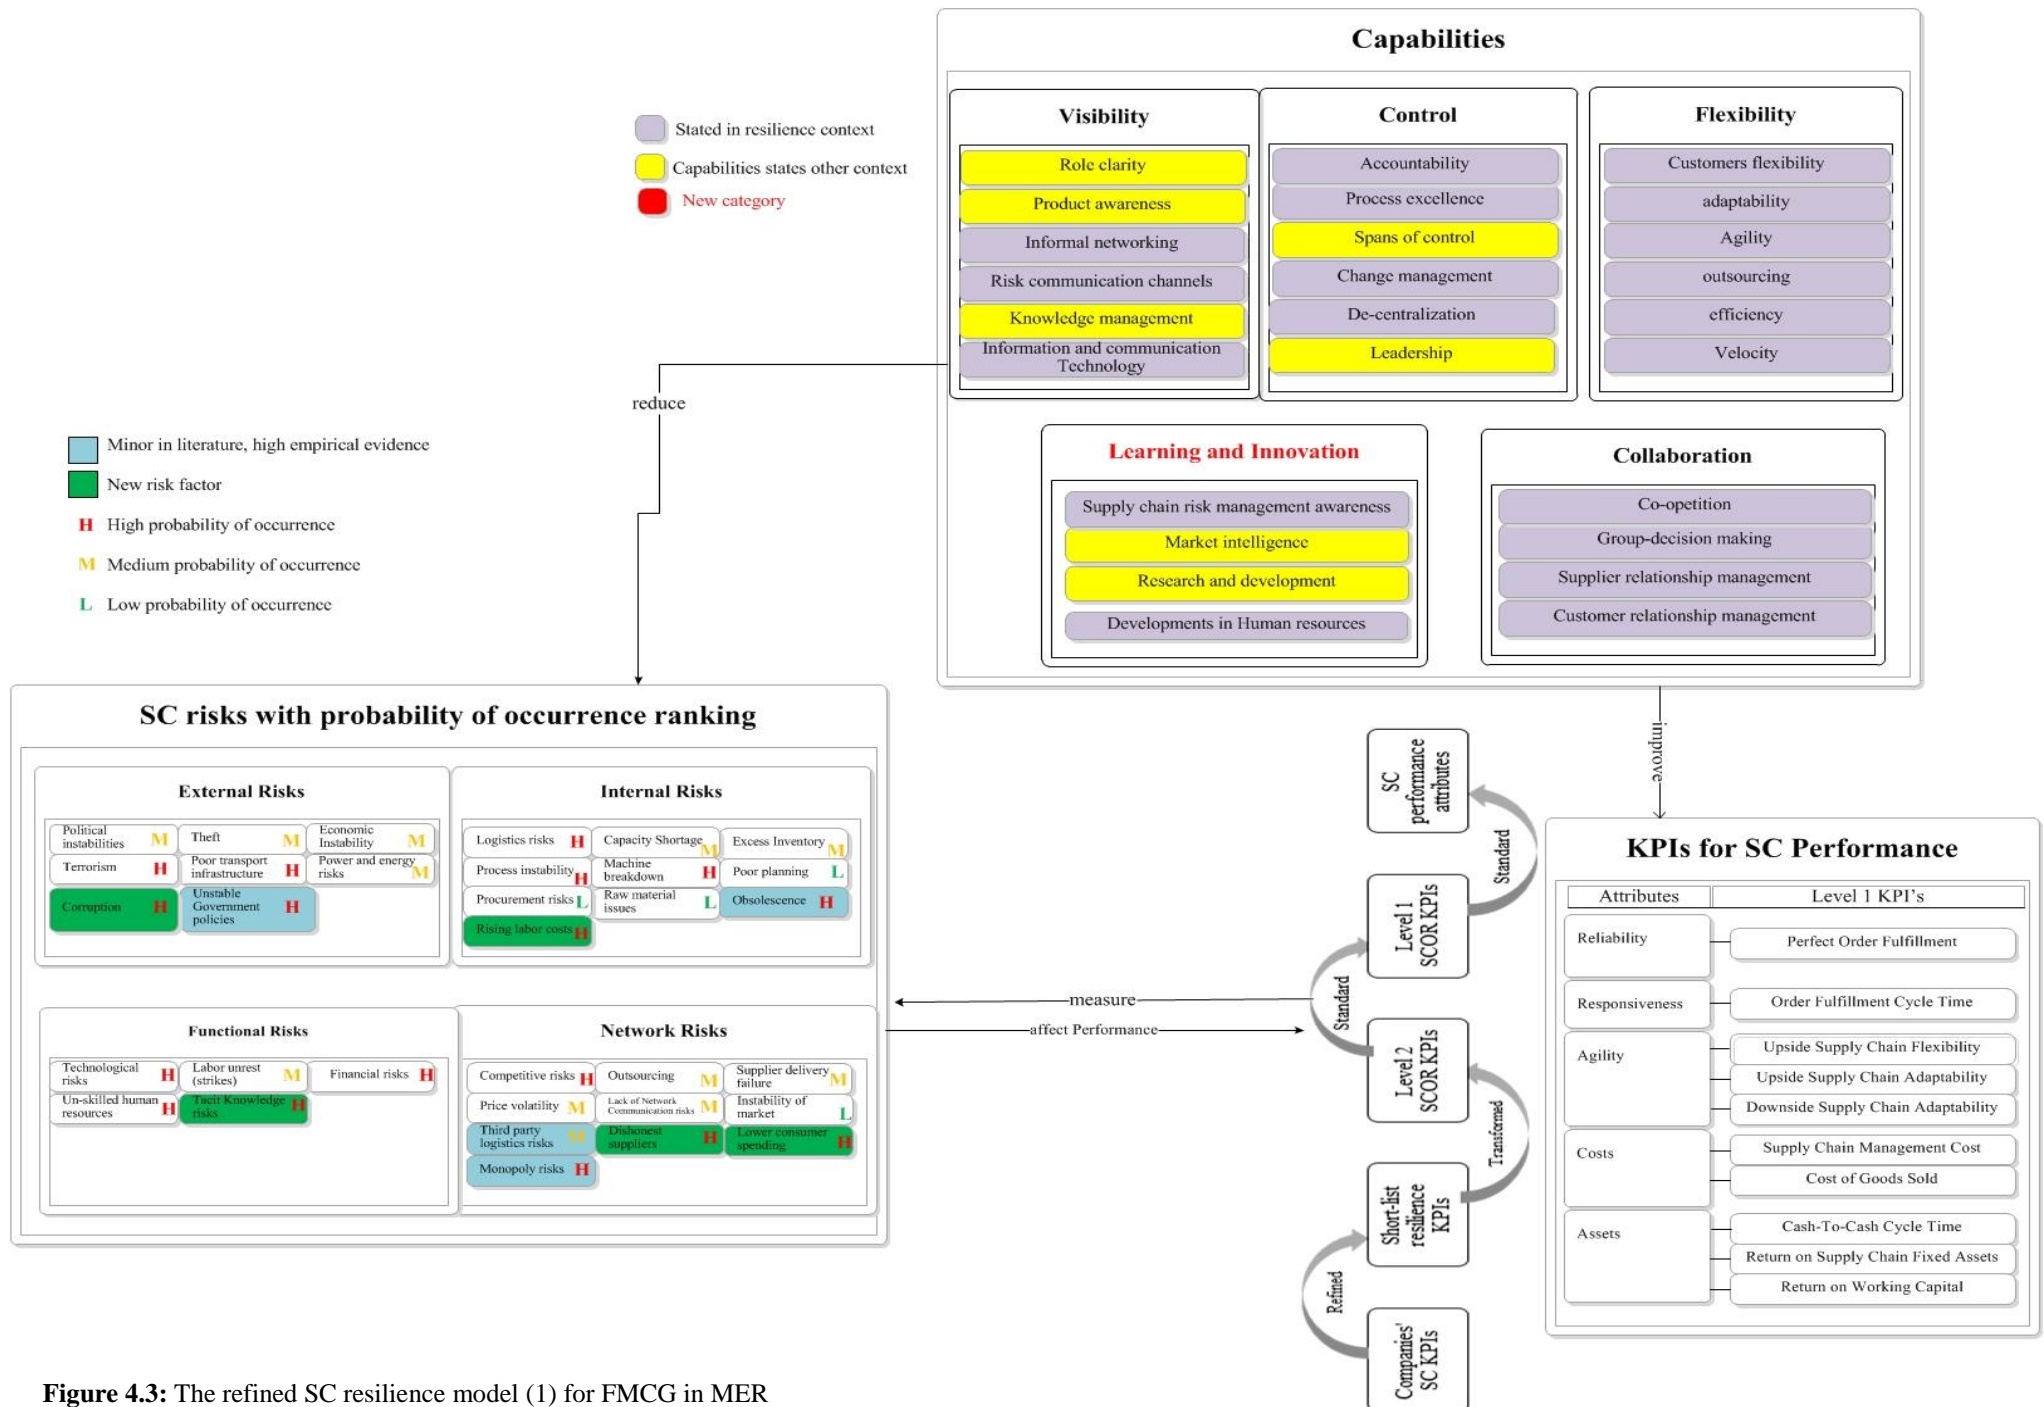 Capabilities
Stated in resilience context
Capabilities states other context
New category
Visibility
Role clarity
Product awareness
Informal networking
Risk communication channels
Knowledge management
Information and communication
Technology
Control
Accountability
Process excellence
Spans of control
Change management
De-centralization
Leadership
Flexibility
Customers flexibility
adaptability
Agility
outsourcing
efficiency
Velocity
Learning and Innovation
Supply chain risk management awareness
Market intelligence
Research and development
Developments in Human resources
Collaboration
Co-opetition
Group-decision making
Supplier relationship management
Customer relationship management
reduce
Minor in literature, high empirical evidence
New risk factor
H High probability of occurrence
M Medium probability of occurrence
L Low probability of occurrence
SC risks with probability of occurrence ranking
External Risks
Political
instabilities M
Theft M
Economic
Instability M
Terrorism H
Poor transport
infrastructure H
Power and energy
risks M
Corruption H
Unstable
Government
policies H
Internal Risks
Logistics risks H
Capacity Shortage M
Excess Inventory M
Process instability H
Machine
breakdown H
Poor planning L
Procurement risks L
Raw material
issues L
Obsolescence H
Rising labor costs H
Functional Risks
Technological
risks H
Labor unrest
(strikes) M
Financial risks H
Un-skilled human
resources H
Tacit Knowledge
risks H
Network Risks
Competitive risks H
Outsourcing M
Supplier delivery
failure M
Price volatility M
Lack of Network
Communication risks M
Instability of
market L
Third party
logistics risks M
Dishonest
suppliers H
Lower consumer
spending H
Monopoly risks H
measure
affect Performance
improve
SC
performance
attributes
Standard
Level 1
SCOR KPIs
Standard
Level 2
SCOR KPIs
Transformed
Short-list
resilience
KPIs
Refined
Companies'
SC KPIs
KPIs for SC Performance
Attributes Level 1 KPI's
Reliability
Perfect Order Fulfillment
Responsiveness
Order Fulfillment Cycle Time
Agility
Upside Supply Chain Flexibility
Upside Supply Chain Adaptability
Downside Supply Chain Adaptability
Costs
Supply Chain Management Cost
Cost of Goods Sold
Assets
Cash-To-Cash Cycle Time
Return on Supply Chain Fixed Assets
Return on Working Capital
Figure 4.3: The refined SC resilience model (1) for FMCG in MER